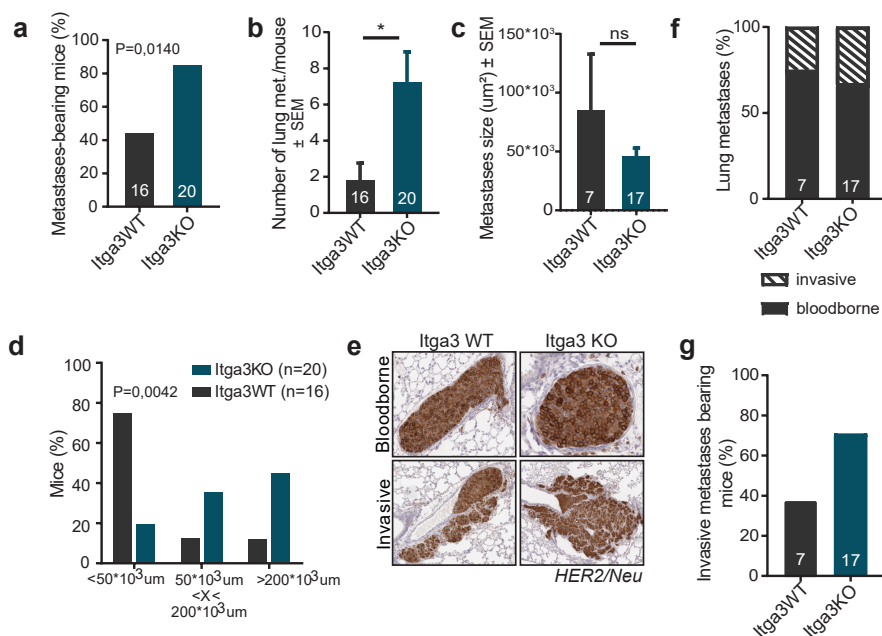 a
Metastases-bearing mice (%)
P=0,0140
100
80
60
40
20
0
16
20
Itga3WT
Itga3KO
b
Number of lung met./mouse
± SEM
*
10
8
6
4
2
0
16
20
Itga3WT
Itga3KO
c
Metastases size (um²) ± SEM
ns
150*10³
100*10³
50*10³
0
7
17
Itga3WT
Itga3KO
f
Lung metastases (%)
100
50
0
7
17
Itga3WT
Itga3KO
invasive
bloodborne
d
Mice (%)
P=0,0042
Itga3KO (n=20)
Itga3WT (n=16)
100
80
60
40
20
0
<50*10³um
50*10³um
<X<
200*10³um
>200*10³um
e
Itga3 WT
Itga3 KO
Bloodborne
Invasive
HER2/Neu
g
Invasive metastases bearing
mice (%)
100
80
60
40
20
0
7
17
Itga3WT
Itga3KO